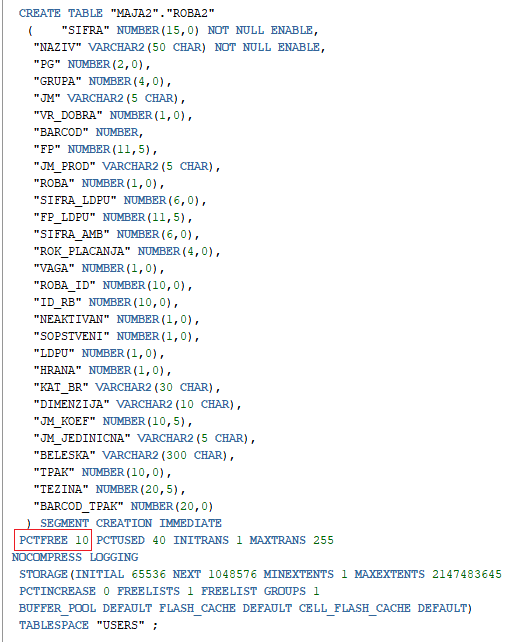 CREATE TABLE "MAJA2"."ROBA2"
( "SIFRA" NUMBER(15,0) NOT NULL ENABLE,
"NAZIV" VARCHAR2(50 CHAR) NOT NULL ENABLE,
"PG" NUMBER(2,0),
"GRUPA" NUMBER(4,0),
"JM" VARCHAR2(5 CHAR),
"VR_DOBRA" NUMBER(1,0),
"BARCOD" NUMBER,
"FP" NUMBER(11,5),
"JM_PROD" VARCHAR2(5 CHAR),
"ROBA" NUMBER(1,0),
"SIFRA_LDPU" NUMBER(6,0),
"FP_LDPU" NUMBER(11,5),
"SIFRA_AMB" NUMBER(6,0),
"ROK_PLACANJA" NUMBER(4,0),
"VAGA" NUMBER(1,0),
"ROBA_ID" NUMBER(10,0),
"ID_RB" NUMBER(10,0),
"NEAKTIVAN" NUMBER(1,0),
"SOPSTVENI" NUMBER(1,0),
"LDPU" NUMBER(1,0),
"HRANA" NUMBER(1,0),
"KAT_BR" VARCHAR2(30 CHAR),
"DIMENZIJA" VARCHAR2(10 CHAR),
"JM_KOEF" NUMBER(10,5),
"JM_JEDINICNA" VARCHAR2(5 CHAR),
"BELESKA" VARCHAR2(300 CHAR),
"TPAK" NUMBER(10,0),
"TEZINA" NUMBER(20,5),
"BARCOD_TPAK" NUMBER(20,0)
) SEGMENT CREATION IMMEDIATE
PCTFREE 10 PCTUSED 40 INITRANS 1 MAXTRANS 255
NOCOMPRESS LOGGING
STORAGE(INITIAL 65536 NEXT 1048576 MINEXTENTS 1 MAXEXTENTS 2147483645
PCTINCREASE 0 FREELISTS 1 FREELIST GROUPS 1
BUFFER_POOL DEFAULT FLASH_CACHE DEFAULT CELL_FLASH_CACHE DEFAULT)
TABLESPACE "USERS" ;